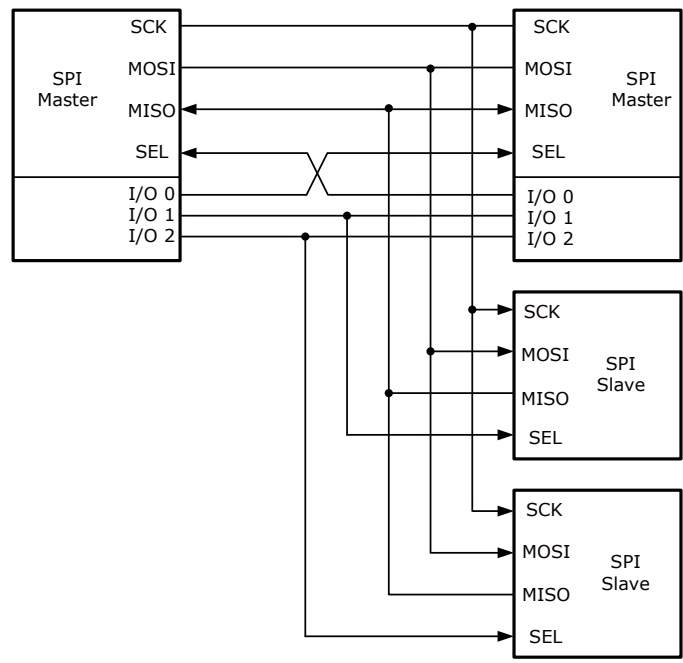 SCK
MOSI
SPI
Master
MISO
SEL
I/O 0
I/O 1
I/O 2
SCK
MOSI
SPI
Master
MISO
SEL
I/O 0
I/O 1
I/O 2
SCK
MOSI
SPI
Slave
MISO
SEL
SCK
MOSI
SPI
Slave
MISO
SEL